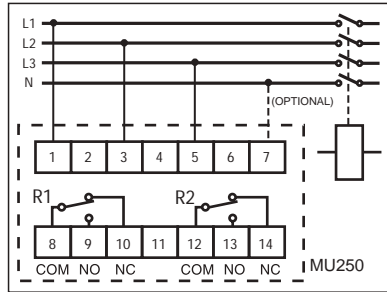 L1
L2
L3
N
(OPTIONAL)
1 2 3 4 5 6 7
R1 R2
8 9 10 11 12 13 14
COM NO NC COM NO NC
MU250